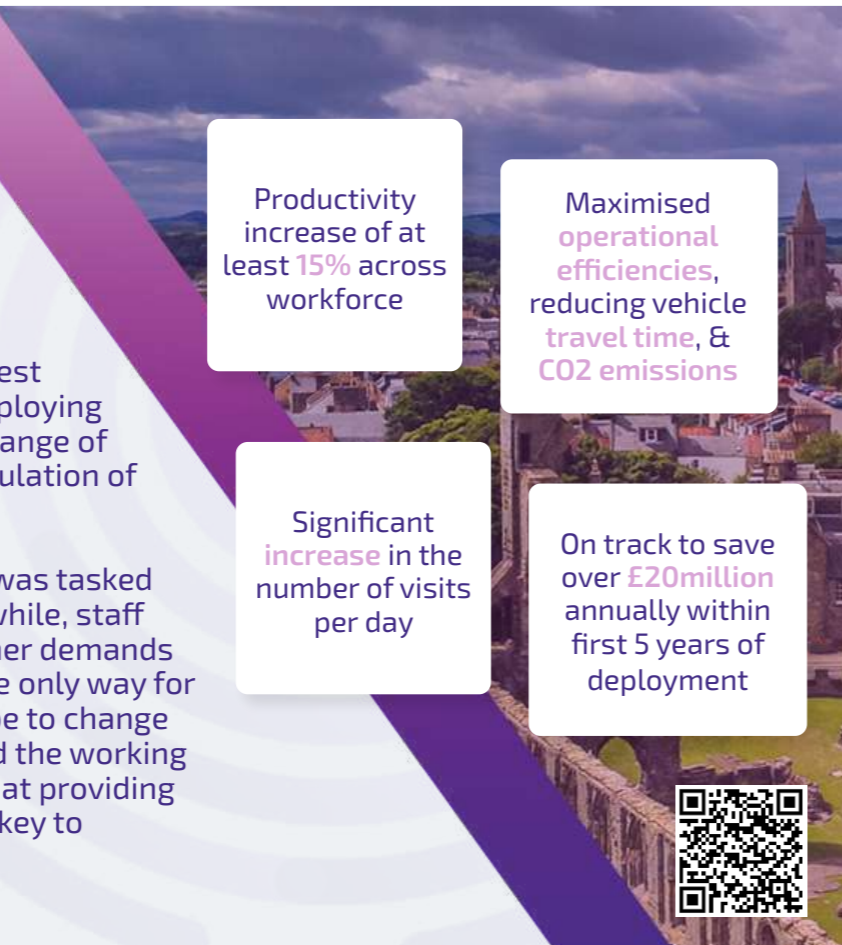 est
ploying
ange of
ulation of
was tasked
while, staff
er demands
e only way for
be to change
d the working
at providing
key to
Productivity
increase of at
least 15% across
workforce
Maximised
operational
efficiencies,
reducing vehicle
travel time, &
CO2 emissions
Significant
increase in the
number of visits
per day
On track to save
over £20million
annually within
first 5 years of
deployment